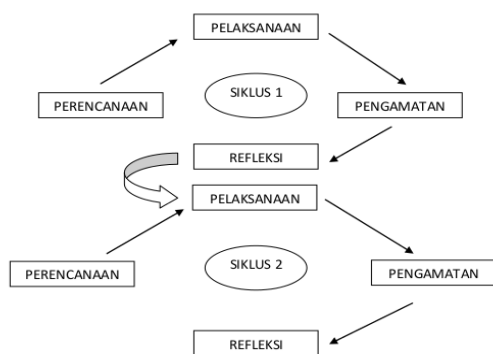 PELAKSANAAN
PERENCANAAN
SIKLUS 1
PENGAMATAN
REFLEKSI
PELAKSANAAN
PERENCANAAN
SIKLUS 2
PENGAMATAN
REFLEKSI